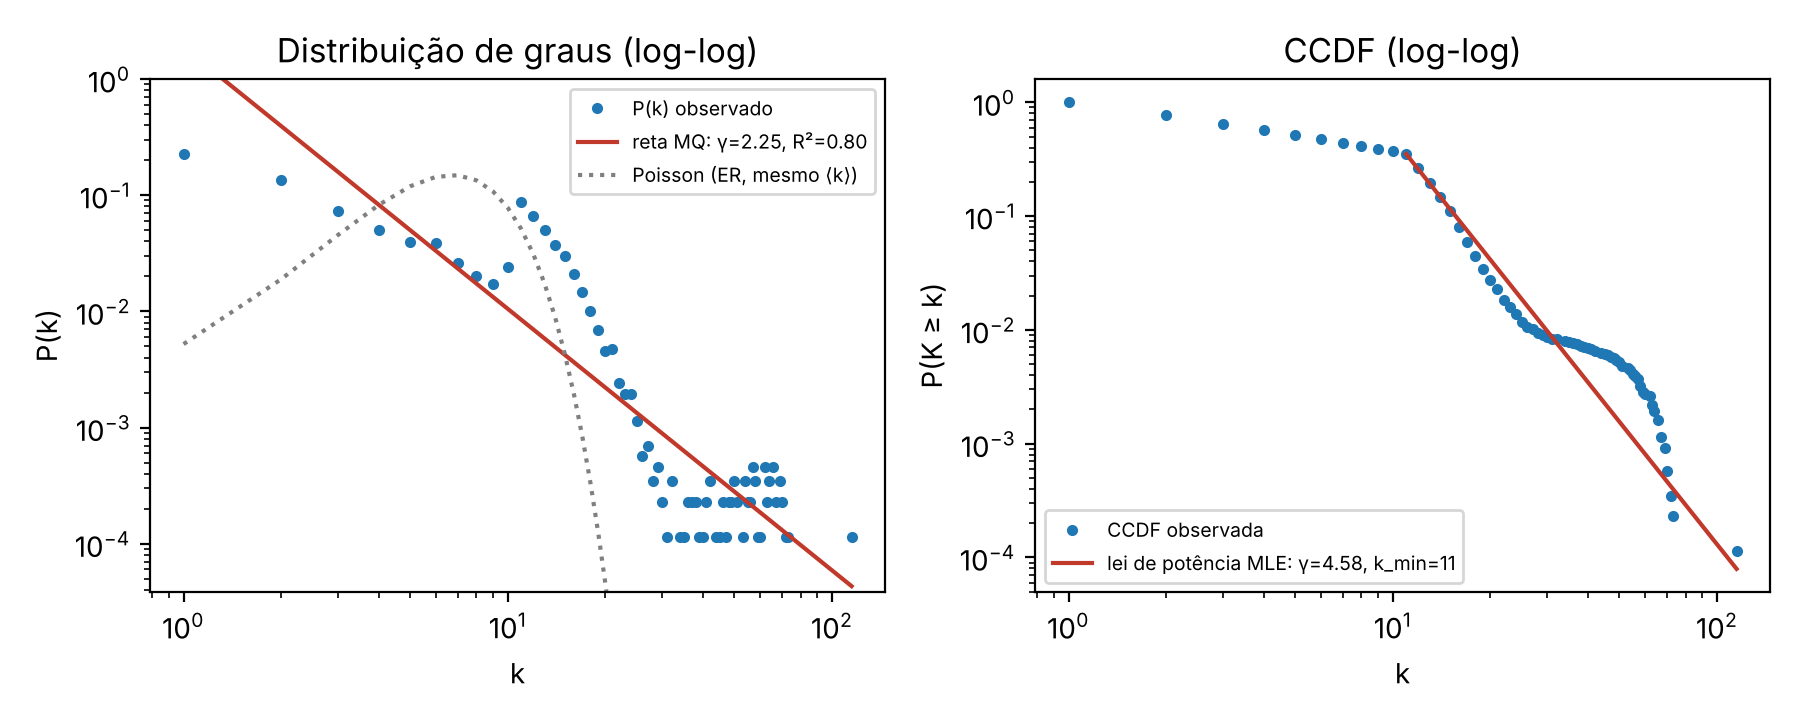 Distribuição de graus (log-log)
P(k) observado
reta MQ: γ=2.25, R²=0.80
Poisson (ER, mesmo ⟨k⟩)
P(k)
10⁰
10⁻¹
10⁻²
10⁻³
10⁻⁴
10⁰
10¹
10²
k
CCDF (log-log)
P(K ≥ k)
10⁰
10⁻¹
10⁻²
10⁻³
10⁻⁴
CCDF observada
lei de potência MLE: γ=4.58, k_min=11
10⁰
10¹
10²
k